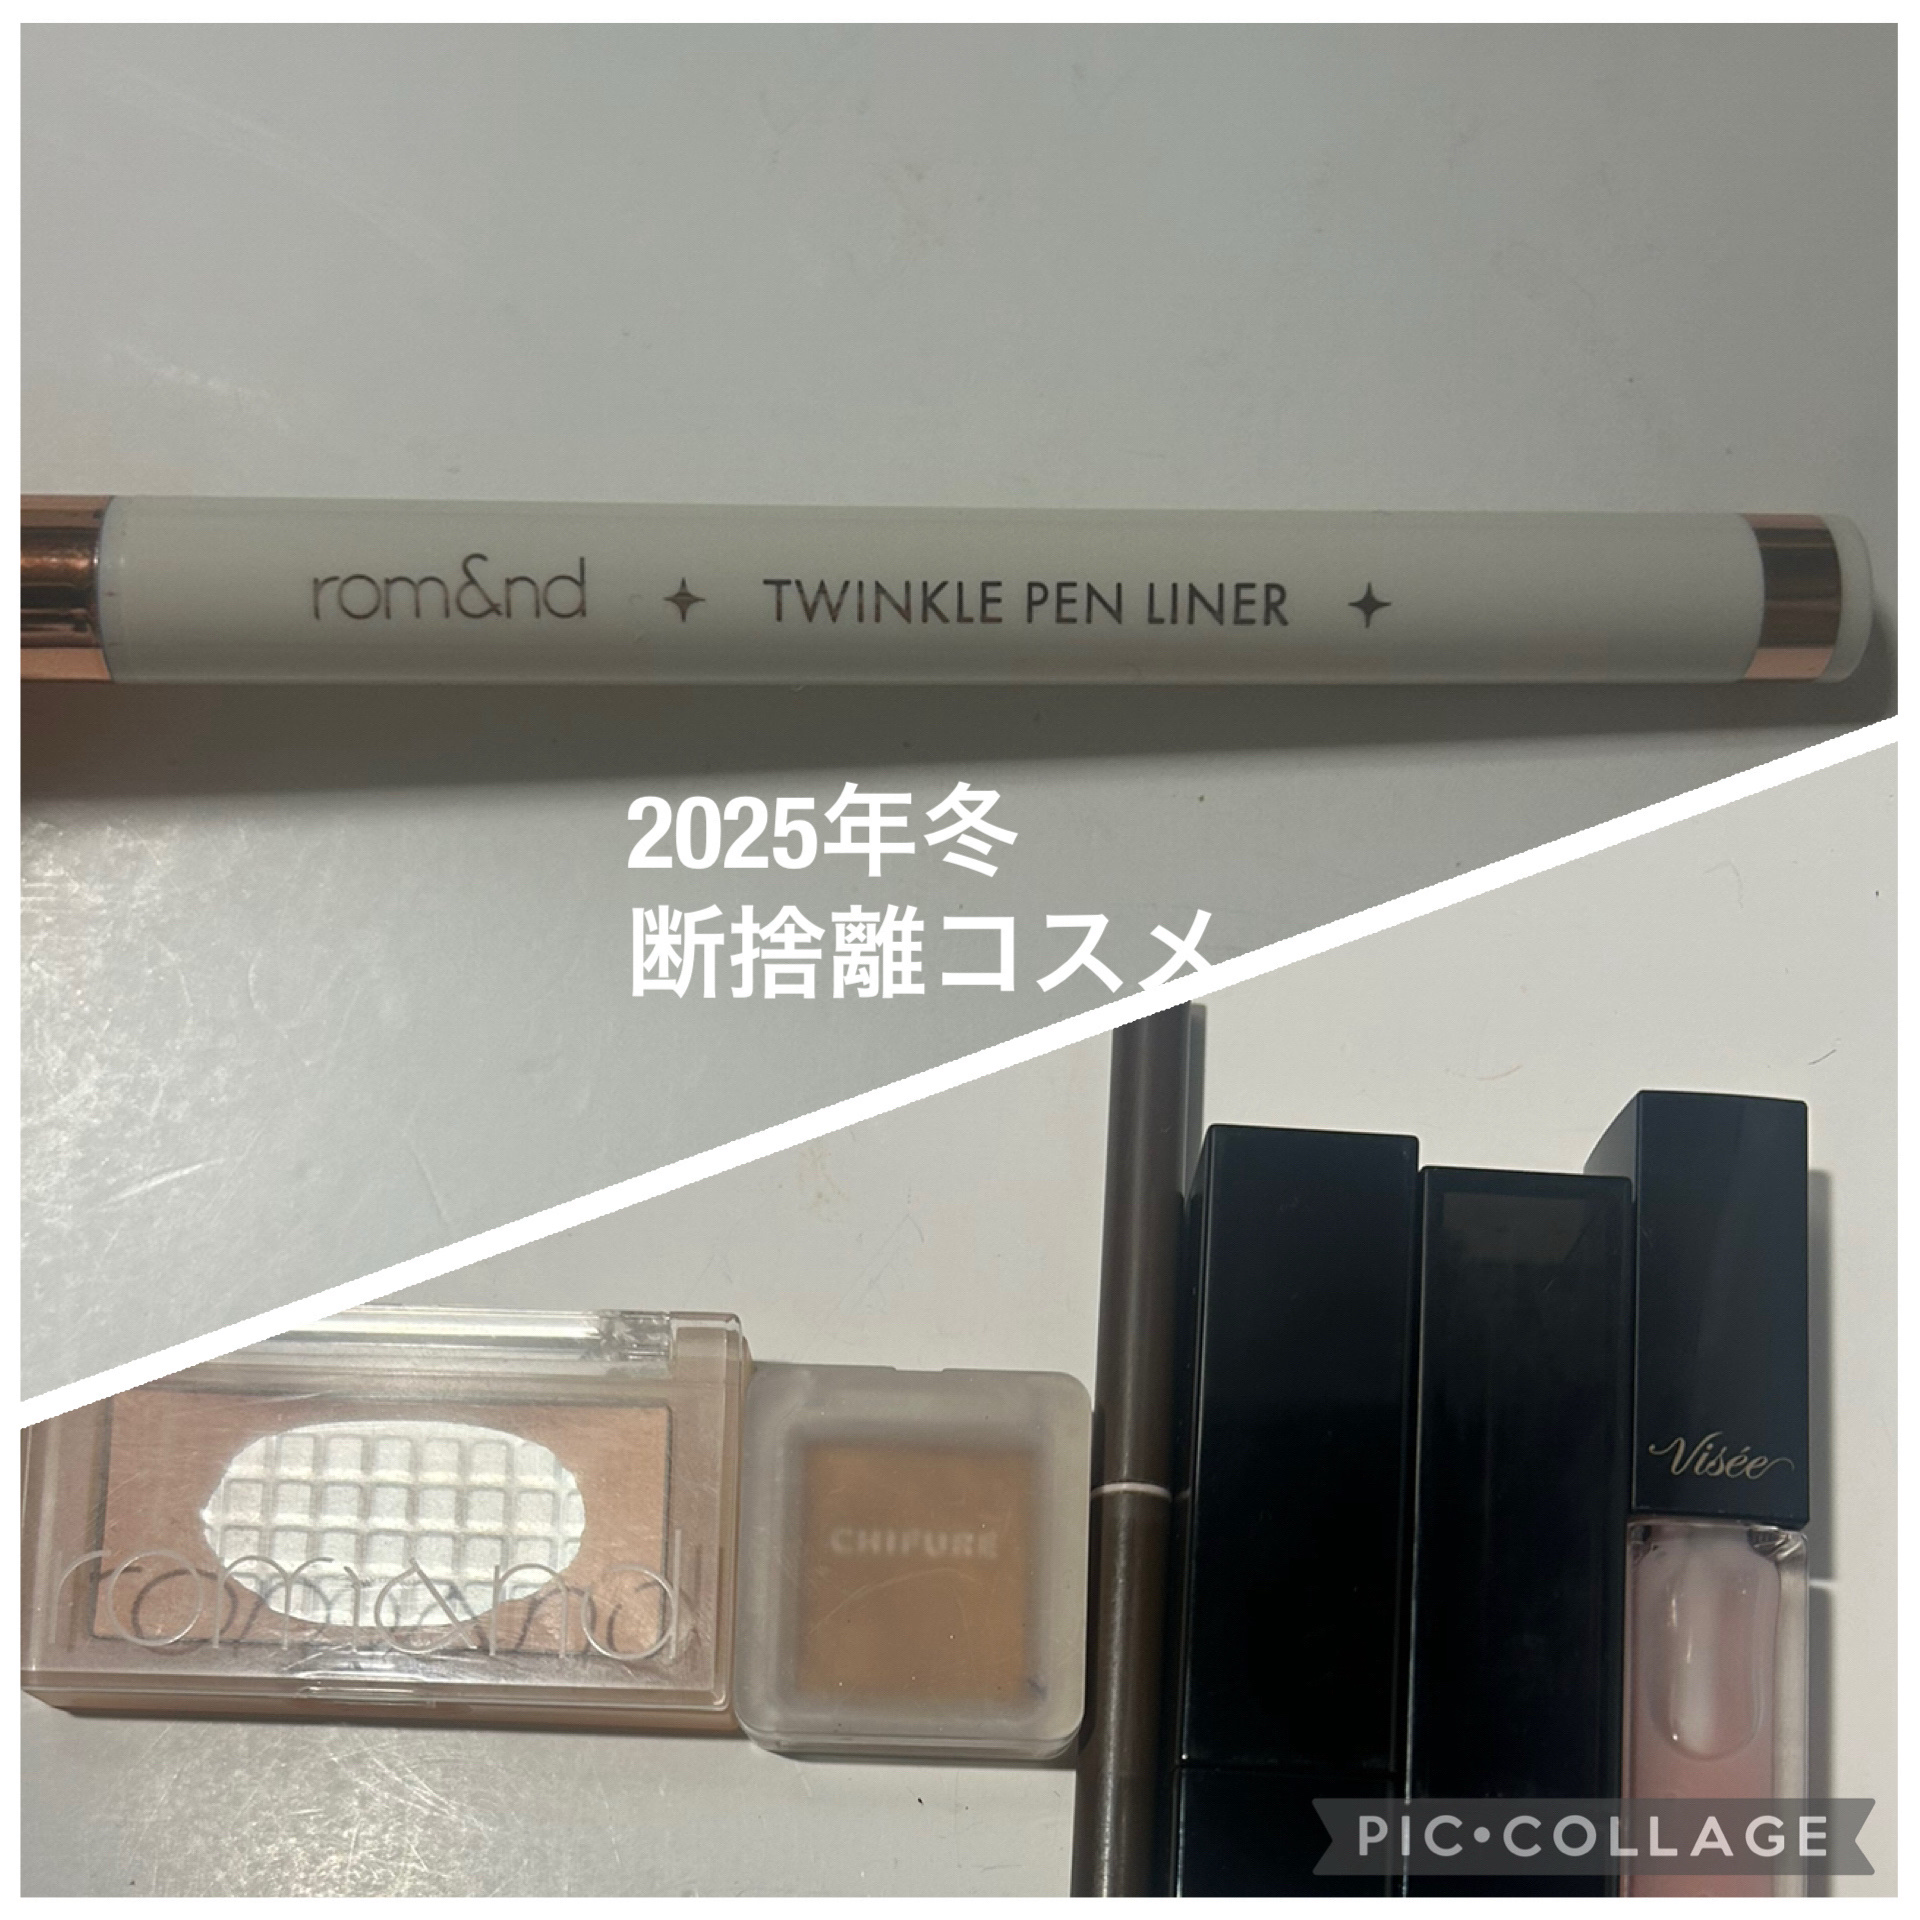 rom&nd ✦ TWINKLE PEN LINER ✦
2025年冬
断捨離コスメ
rom&nd
CHIFURE
Visée
PIC•COLLAGE